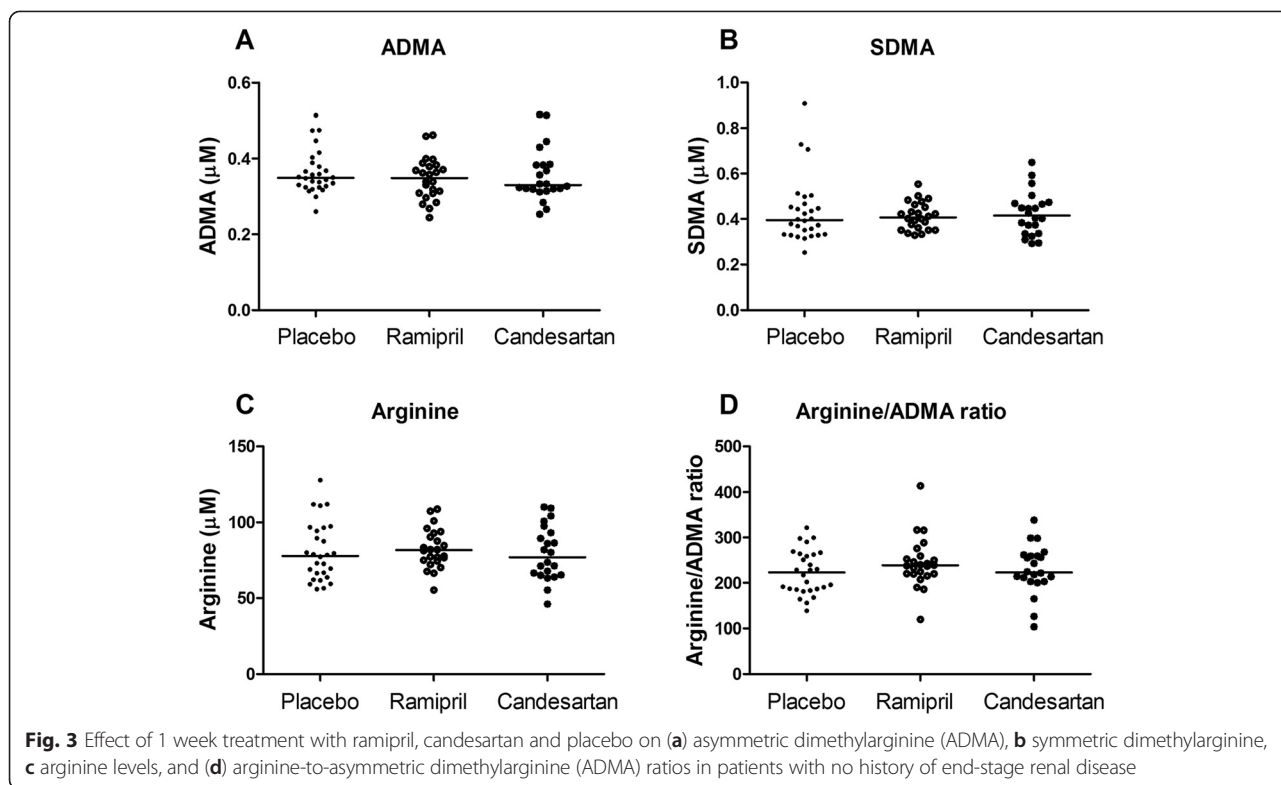 A
ADMA
ADMA (µM)
0.6
0.4
0.2
0.0
Placebo Ramipril Candesartan
B
SDMA
SDMA (µM)
1.0
0.8
0.6
0.4
0.2
0.0
Placebo Ramipril Candesartan
C
Arginine
Arginine (µM)
150
100
50
0
Placebo Ramipril Candesartan
D
Arginine/ADMA ratio
Arginine/ADMA ratio
500
400
300
200
100
0
Placebo Ramipril Candesartan
Fig. 3 Effect of 1 week treatment with ramipril, candesartan and placebo on (a) asymmetric dimethylarginine (ADMA), b symmetric dimethylarginine,
c arginine levels, and (d) arginine-to-asymmetric dimethylarginine (ADMA) ratios in patients with no history of end-stage renal disease